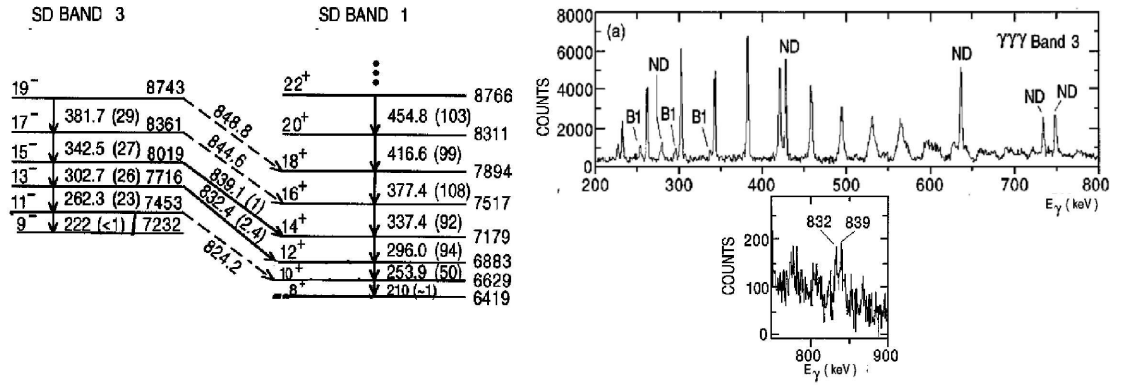 SD BAND 3
SD BAND 1
19⁻ 8743
381.7 (29)
17⁻ 8361
342.5 (27)
15⁻ 8019
302.7 (26)
13⁻ 7716
262.3 (23)
11⁻ 7453
222 (<1)
9⁻ 7232
848.8
844.6
839.1 (1)
832.4 (2.4)
824.2
22⁺ 8766
454.8 (103)
20⁺ 8311
416.6 (99)
18⁺ 7894
377.4 (108)
16⁺ 7517
337.4 (92)
14⁺ 7179
296.0 (94)
12⁺ 6883
253.9 (50)
10⁺ 6629
210 (~1)
8⁺ 6419
(a)
γγγ Band 3
COUNTS
8000
6000
4000
2000
0
B1
ND
B1
B1
ND
ND
ND
ND
200 300 400 500 600 700 800
Eγ (keV)
832 839
COUNTS
200
100
0
800 900
Eγ (keV)